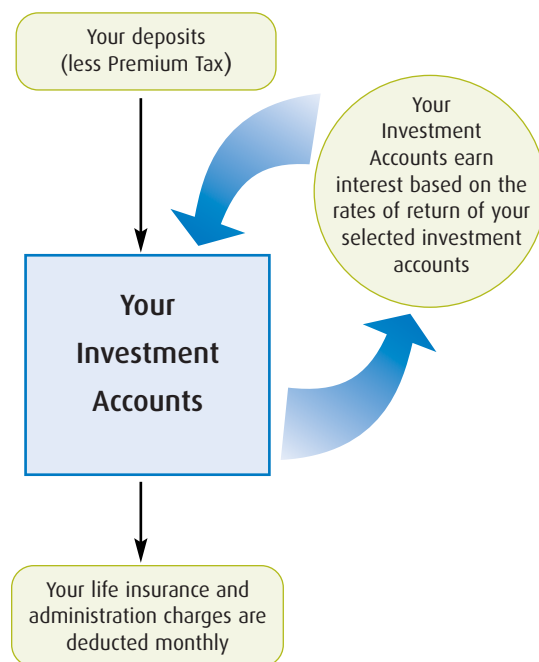 Your deposits
(less Premium Tax)
Your
Investment
Accounts earn
interest based on the
rates of return of your
selected investment
accounts
Your
Investment
Accounts
Your life insurance and
administration charges are
deducted monthly